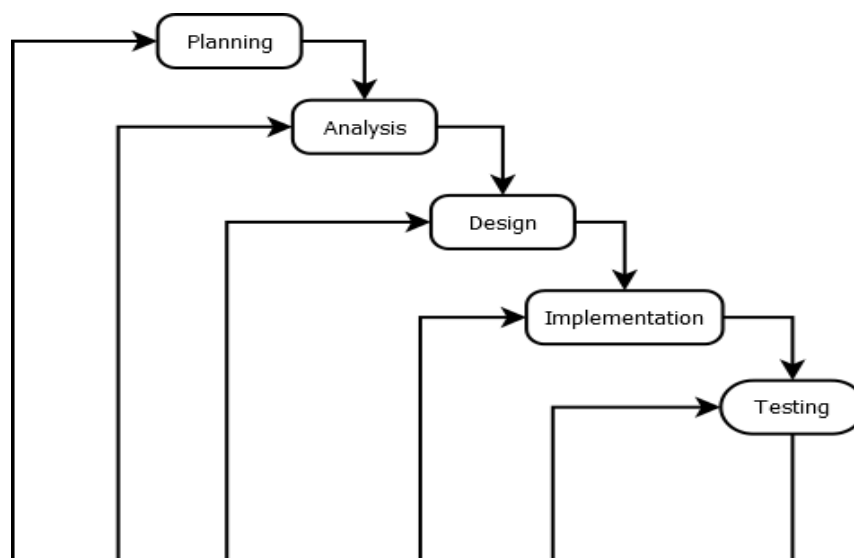 Planning
Analysis
Design
Implementation
Testing